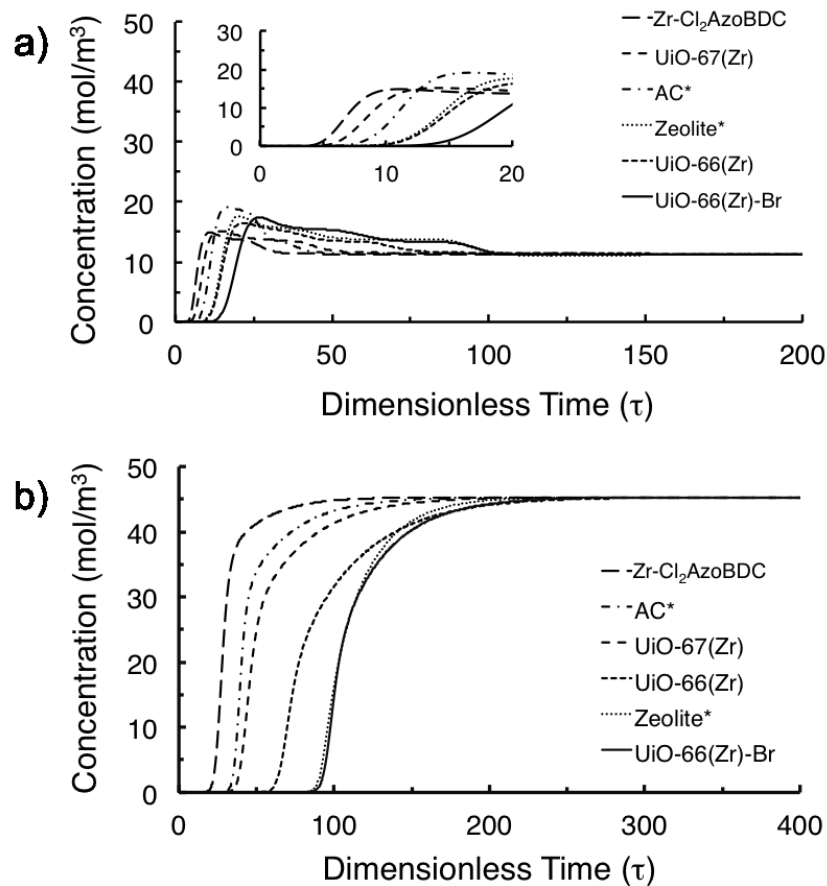 a)
Concentration (mol/m³)
50
40
30
20
10
0
30
20
10
0
0 10 20
Zr-Cl₂AzoBDC
UiO-67(Zr)
AC*
Zeolite*
UiO-66(Zr)
UiO-66(Zr)-Br
0 50 100 150 200
Dimensionless Time (τ)
b)
Concentration (mol/m³)
50
40
30
20
10
0
Zr-Cl₂AzoBDC
AC*
UiO-67(Zr)
UiO-66(Zr)
Zeolite*
UiO-66(Zr)-Br
0 100 200 300 400
Dimensionless Time (τ)